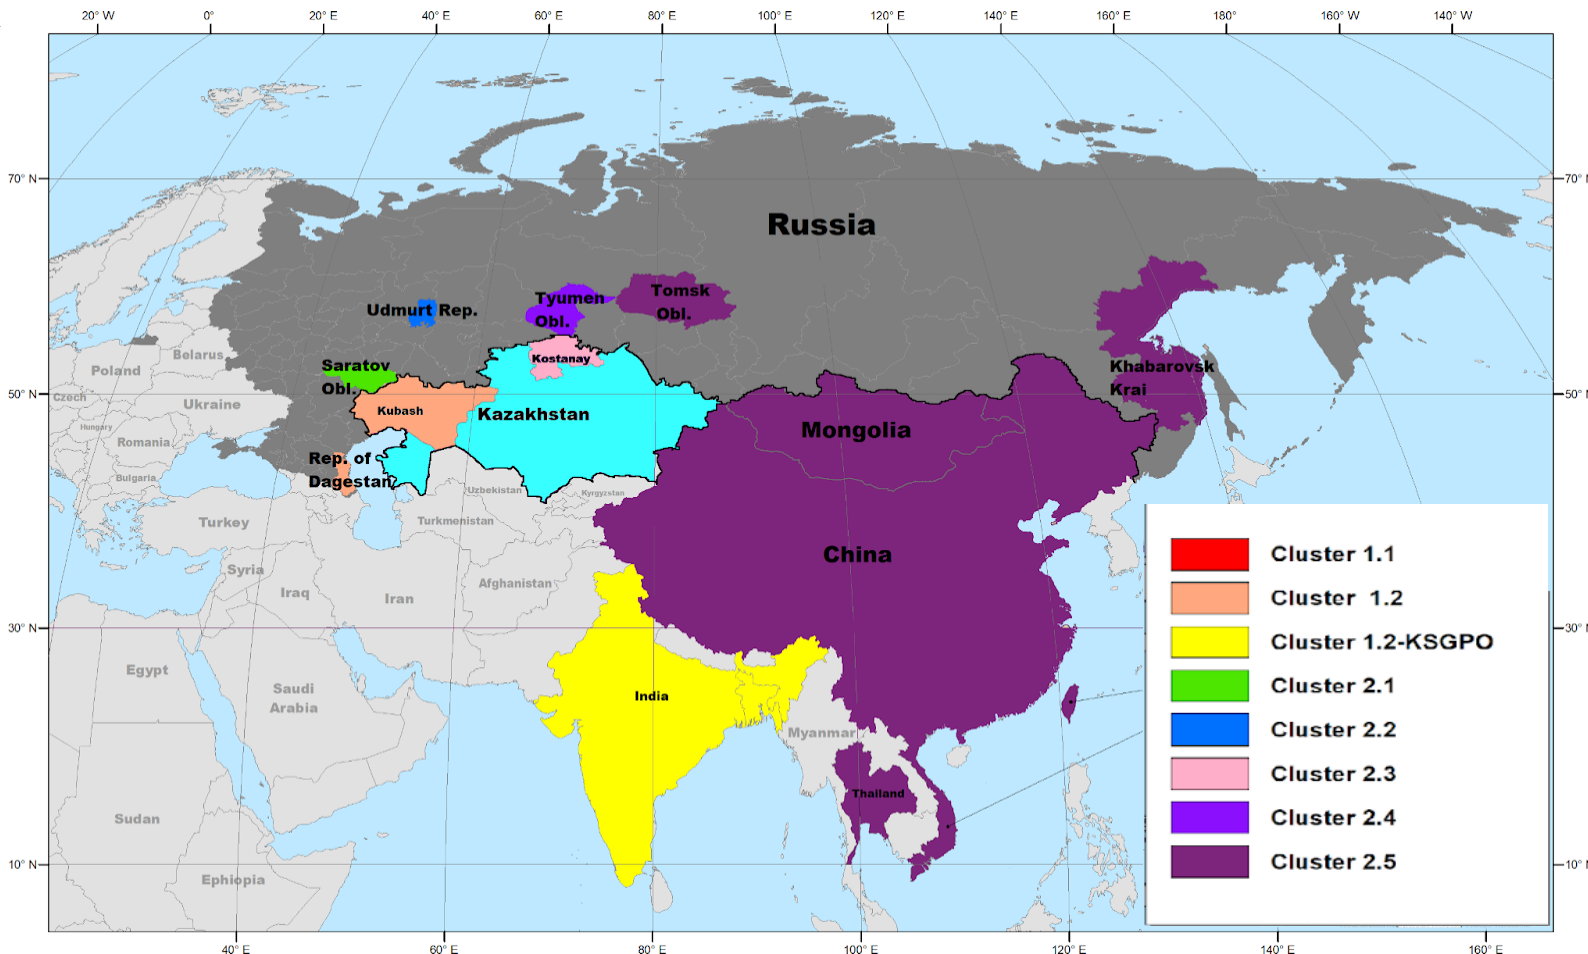 20° W 0° 20° E 40° E 60° E 80° E 100° E 120° E 140° E 160° E 180° 160° W 140° W
70° N 70° N
Russia
Tyumen
Obl.
Tomsk
Obl.
Udmurt Rep.
Belarus
Poland
Saratov
Obl.
Kostanay
Khabarovsk
Krai
50° N 50° N
Czech
Ukraine
Kubash
Kazakhstan
Mongolia
Hungary
Romania
Rep. of
Dagestan
Bulgaria
Uzbekistan
Kyrgyzstan
Turkey
Turkmenistan
China
Syria
Iraq
Iran
Afghanistan
30° N 30° N
Egypt
Saudi
Arabia
India
Myanmar
Thailand
Sudan
Ethiopia
10° N 10° N
Cluster 1.1
Cluster 1.2
Cluster 1.2-KSGPO
Cluster 2.1
Cluster 2.2
Cluster 2.3
Cluster 2.4
Cluster 2.5
40° E 60° E 80° E 100° E 120° E 140° E 160° E